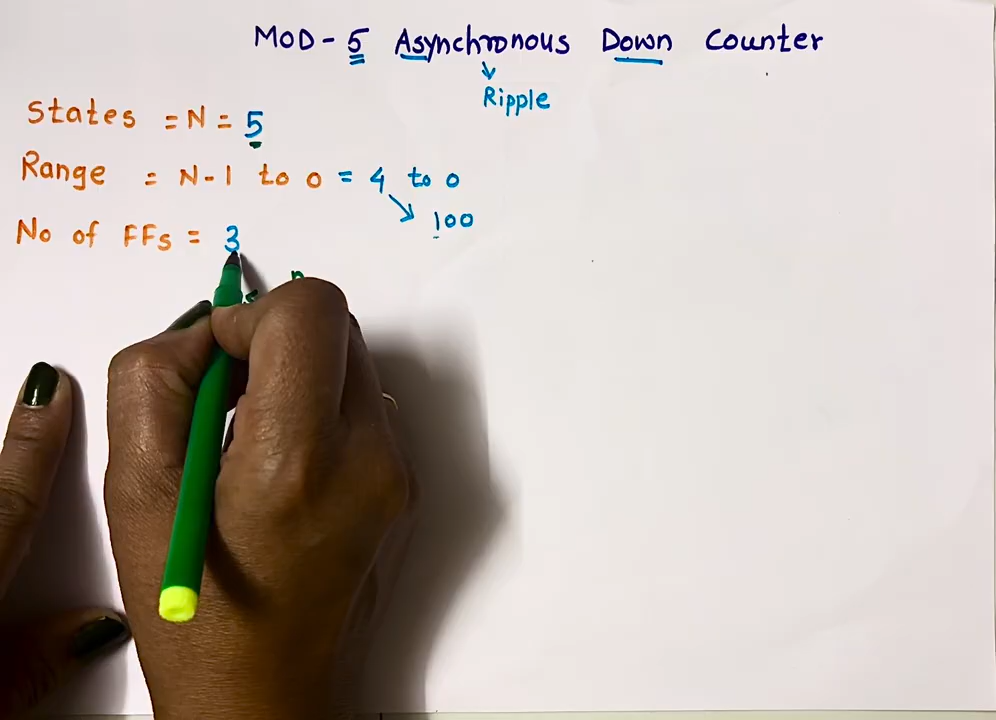 MOD-5 Asynchronous Down Counter
Ripple
States = N = 5
Range = N-1 to 0 = 4 to 0
100
No of FFs = 3